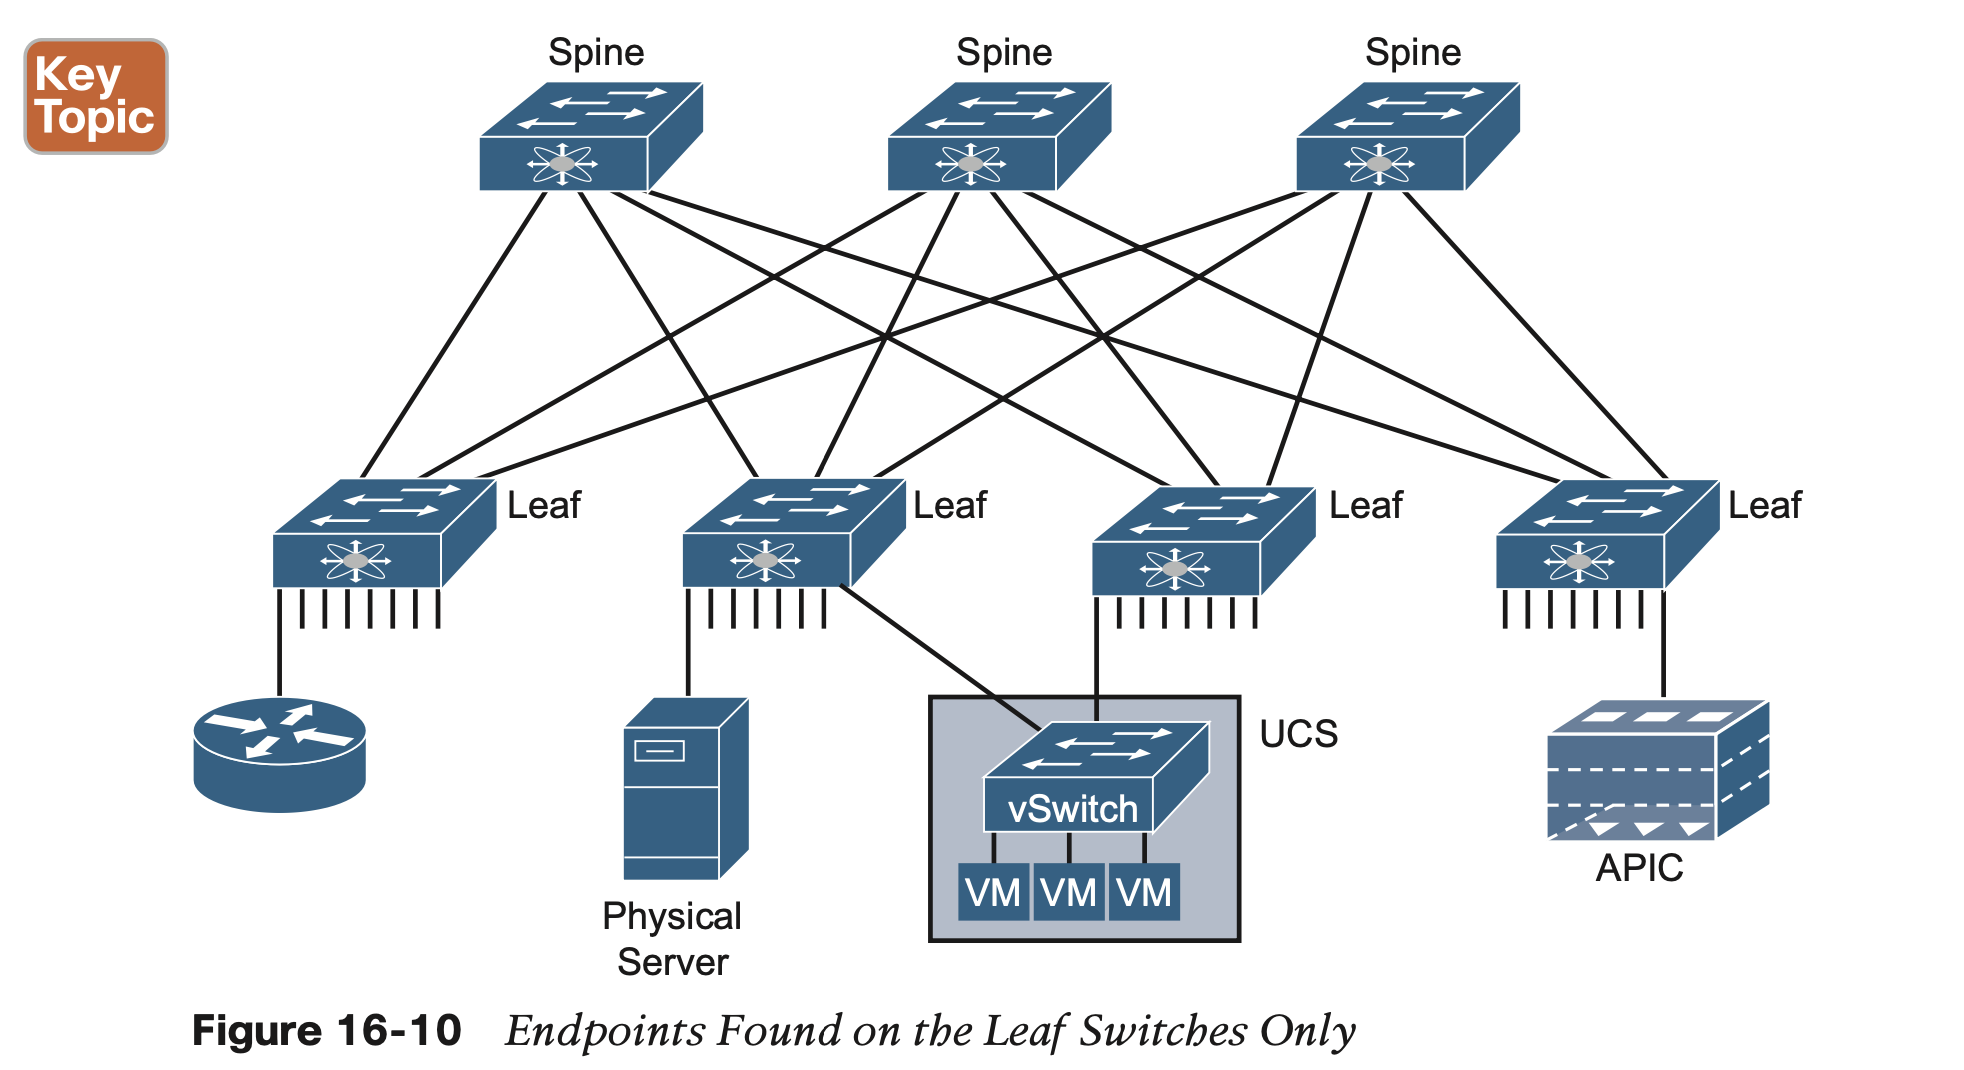 Key
Topic
Spine Spine Spine
Leaf Leaf Leaf Leaf
UCS
vSwitch
VM VM VM
APIC
Physical
Server
Figure 16-10 Endpoints Found on the Leaf Switches Only